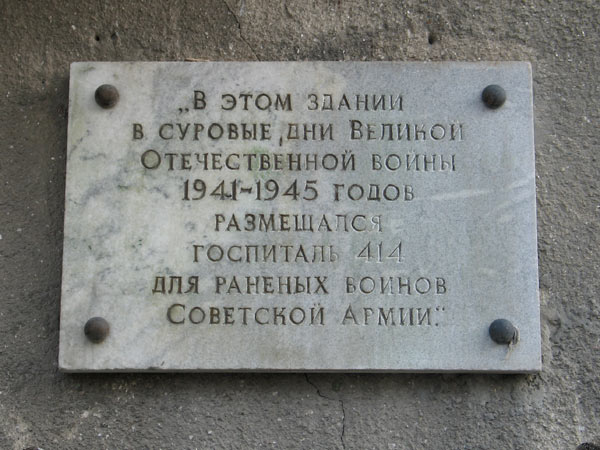 „В этом здании
в суровые дни Великой
Отечественной войны
1941-1945 годов
размещался
госпиталь 414
для раненых воинов
Советской Армии."